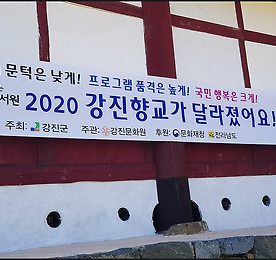 문턱은 낮게! 프로그램 품격은 높게! 국민 행복은 크게!
서원 2020 강진향교가 달라졌어요!
주최: 강진군 주관: 강진문화원 후원: 문화재청 전라남도